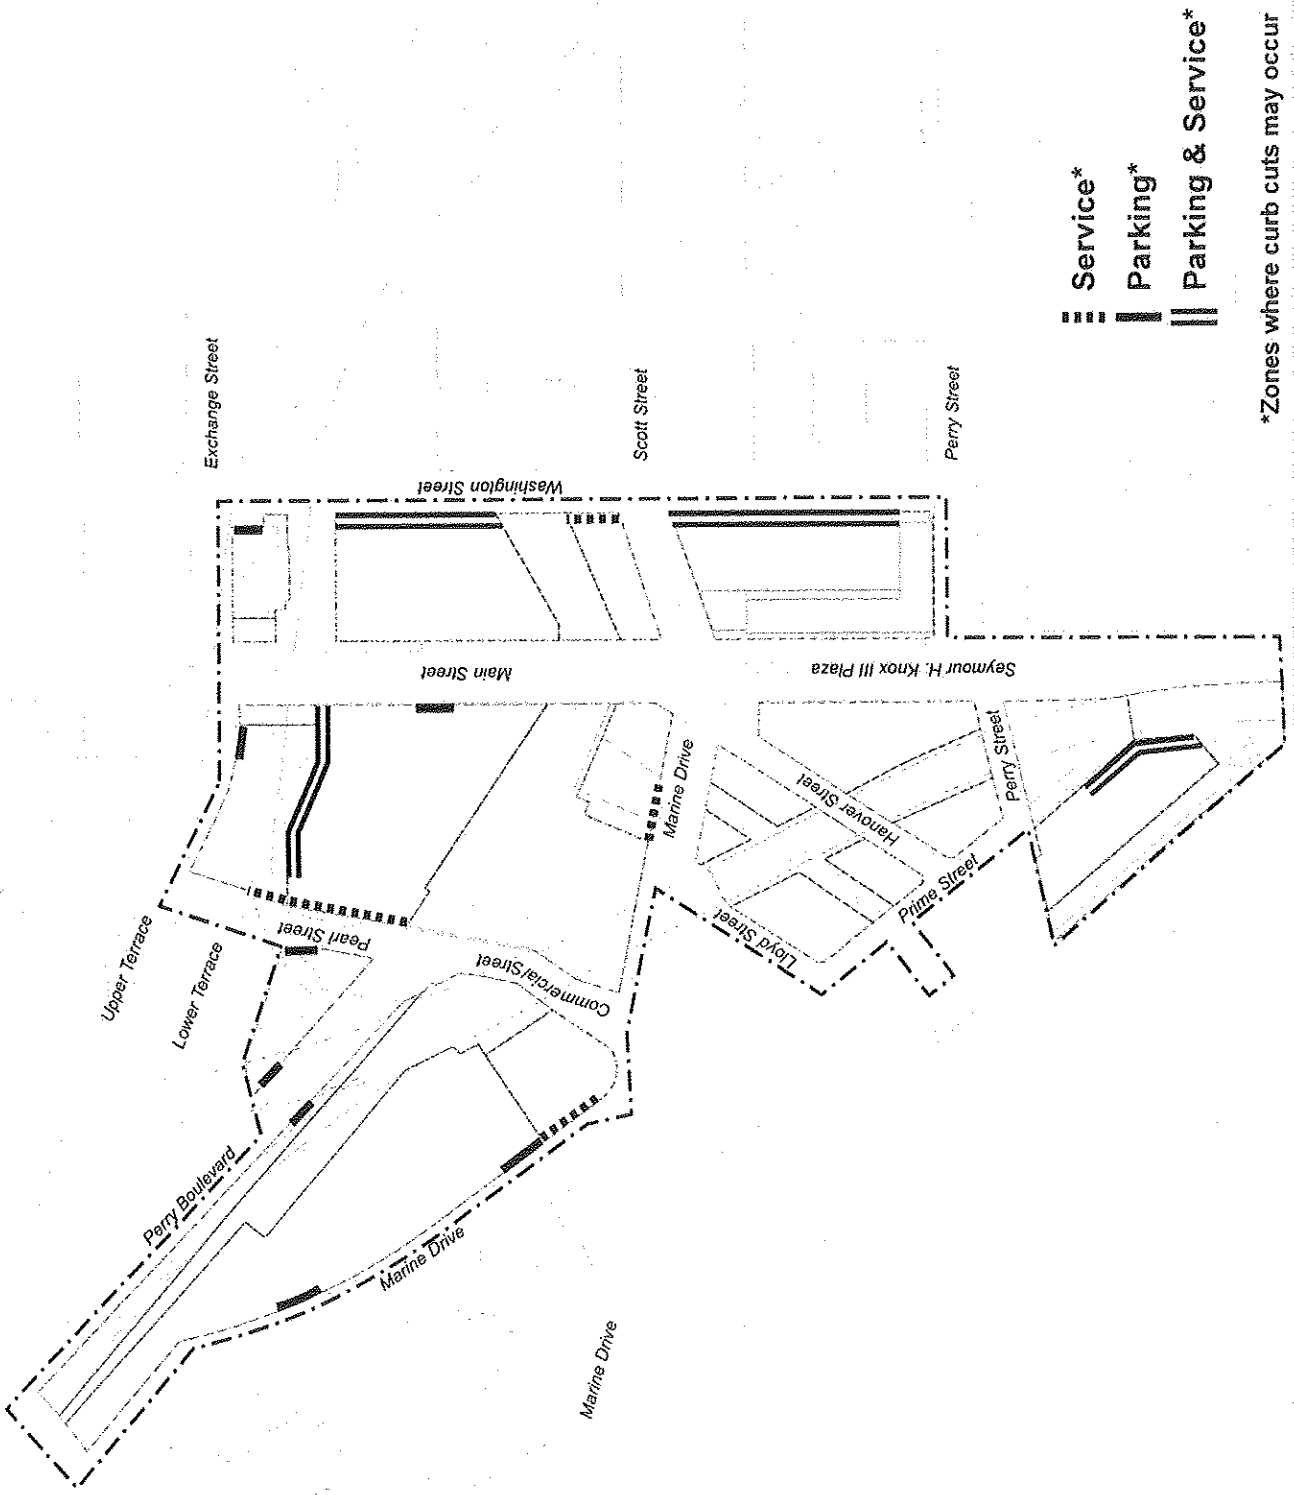 Exchange Street
Scott Street
Perry Street
Washington Street
Main Street
Seymour H. Knox III Plaza
Upper Terrace
Lower Terrace
Pearl Street
Commercial Street
Marine Drive
Hanover Street
Perry Street
Prime Street
Lloyd Street
Perry Boulevard
Marine Drive
Marine Drive
Service*
Parking*
Parking & Service*
*Zones where curb cuts may occur